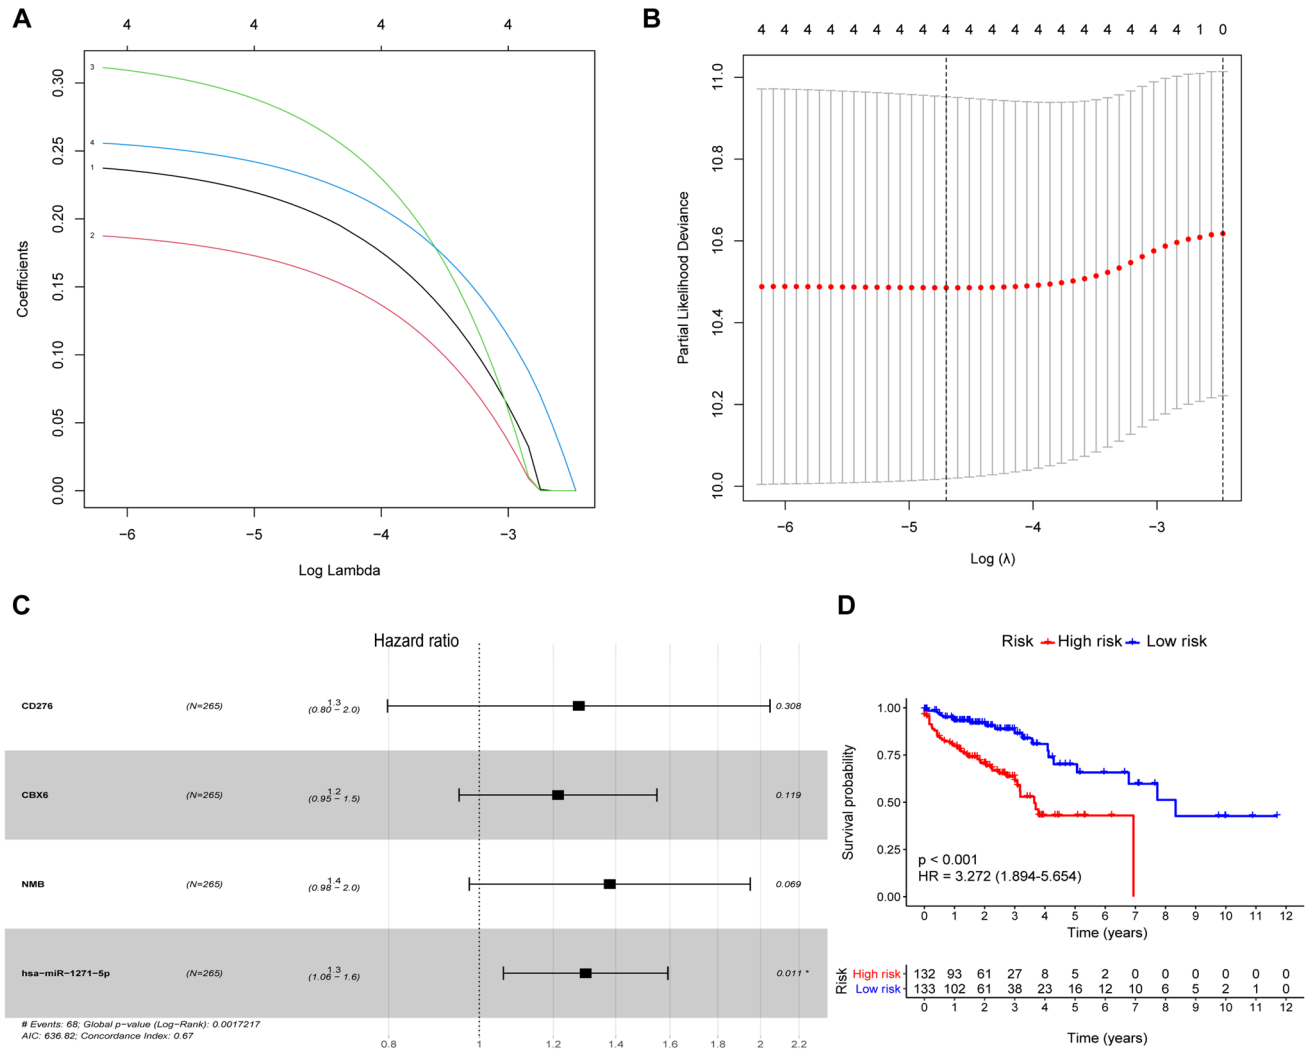 A
4 4 4 4
0.30
0.25
0.20
0.15
0.10
0.05
0.00
Coefficients
3
4
1
2
−6 −5 −4 −3
Log Lambda
B
4 4 4 4 4 4 4 4 4 4 4 4 4 4 4 4 4 4 4 1 0
11.0
10.8
10.6
10.4
10.2
10.0
Partial Likelihood Deviance
−6 −5 −4 −3
Log (λ)
C
Hazard ratio
CD276 (N=265) 1.3 (0.80 − 2.0) 0.308
CBX6 (N=265) 1.2 (0.95 − 1.5) 0.119
NMB (N=265) 1.4 (0.98 − 2.0) 0.069
hsa−miR−1271−5p (N=265) 1.3 (1.06 − 1.6) 0.011 *
# Events: 68; Global p−value (Log−Rank): 0.0017217
AIC: 636.82; Concordance Index: 0.67
0.8 1 1.2 1.4 1.6 1.8 2 2.2
D
Risk High risk Low risk
1.00
0.75
0.50
0.25
0.00
Survival probability
p < 0.001
HR = 3.272 (1.894-5.654)
0 1 2 3 4 5 6 7 8 9 10 11 12
Time (years)
Risk
High risk 132 93 61 27 8 5 2 0 0 0 0 0 0
Low risk 133 102 61 38 23 16 12 10 6 5 2 1 0
0 1 2 3 4 5 6 7 8 9 10 11 12
Time (years)